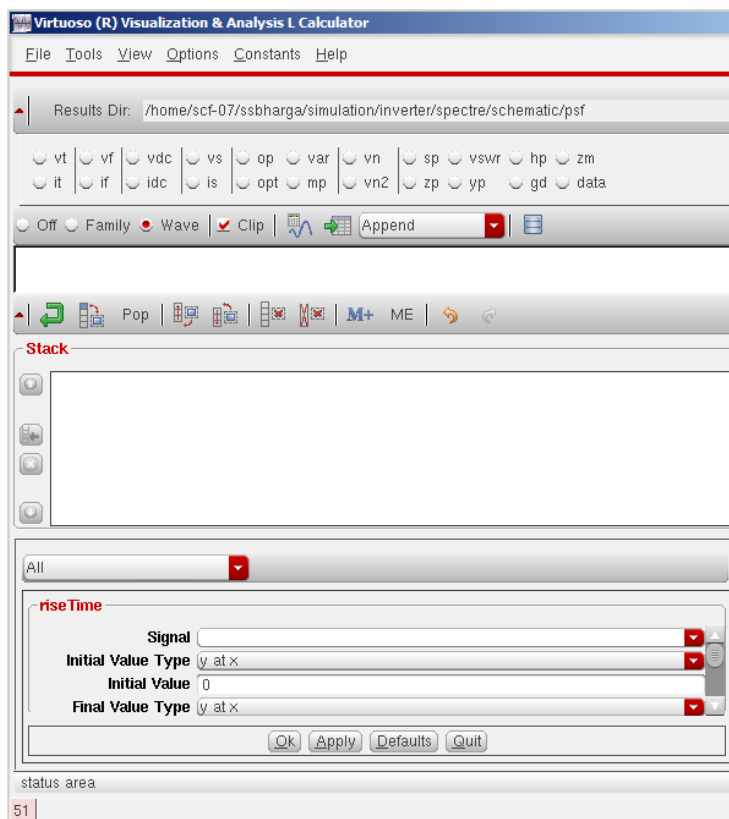 Virtuoso (R) Visualization & Analysis L Calculator
File Tools View Options Constants Help
Results Dir: /home/scf-07/ssbharga/simulation/inverter/spectre/schematic/psf
vt vf vdc vs op var vn sp vswr hp zm
it if idc is opt mp vn2 zp yp gd data
Off Family Wave Clip Append
Pop M+ ME
Stack
All
riseTime
Signal
Initial Value Type y at x
Initial Value 0
Final Value Type y at x
Ok Apply Defaults Quit
status area
51